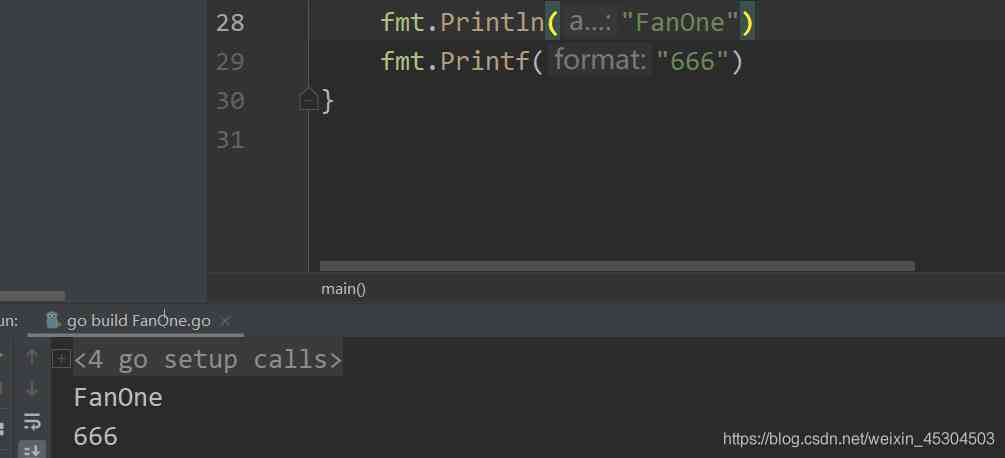 28 fmt.Println( a...: "FanOne")
29 fmt.Printf( format: "666")
30 }
31
main()
un: go build FanOne.go ×
<4 go setup calls>
FanOne
666
https://blog.csdn.net/weixin_45304503